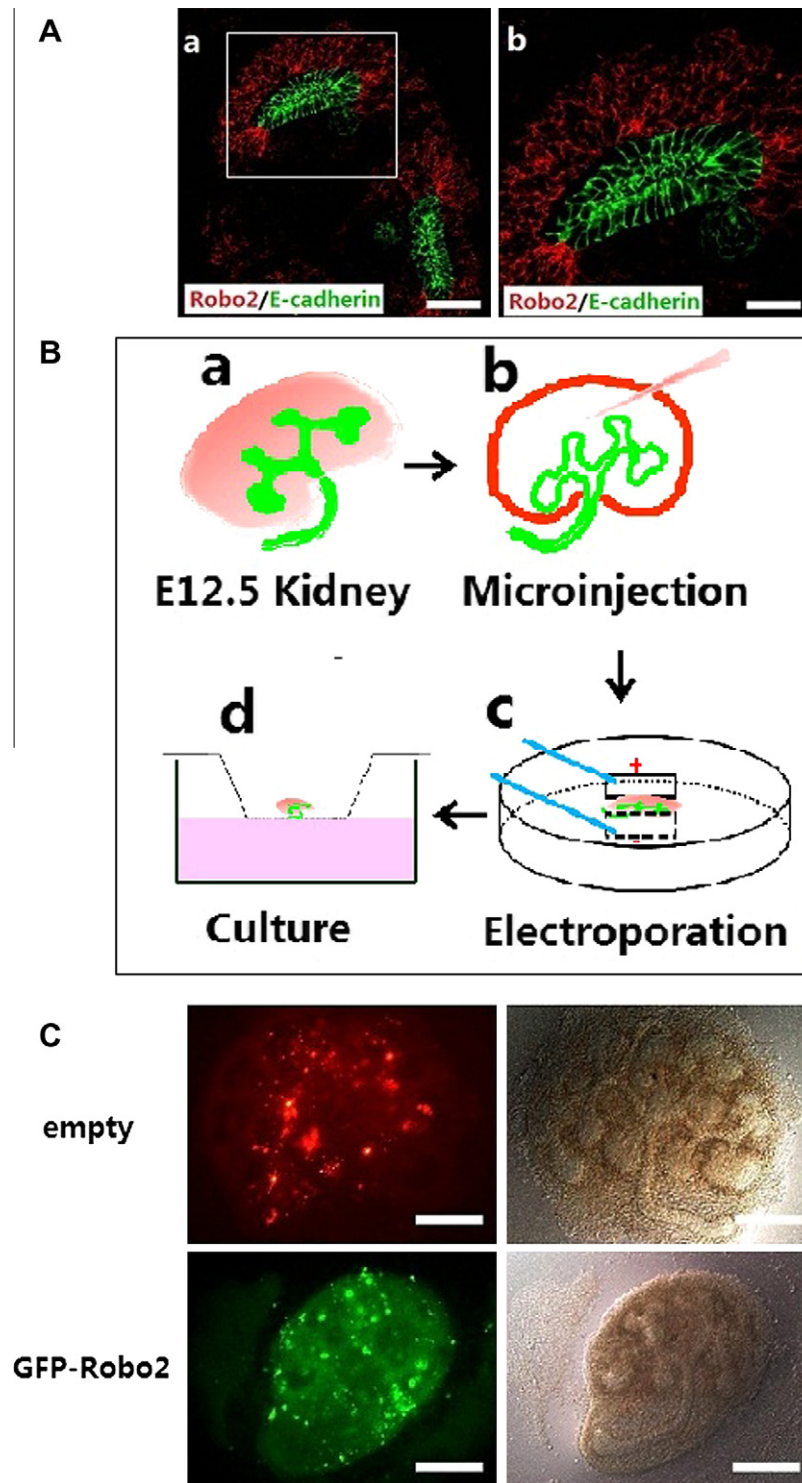 A
a
b
Robo2/E-cadherin
Robo2/E-cadherin
B
a
b
E12.5 Kidney
Microinjection
d
c
+
-
Culture
Electroporation
C
empty
GFP-Robo2